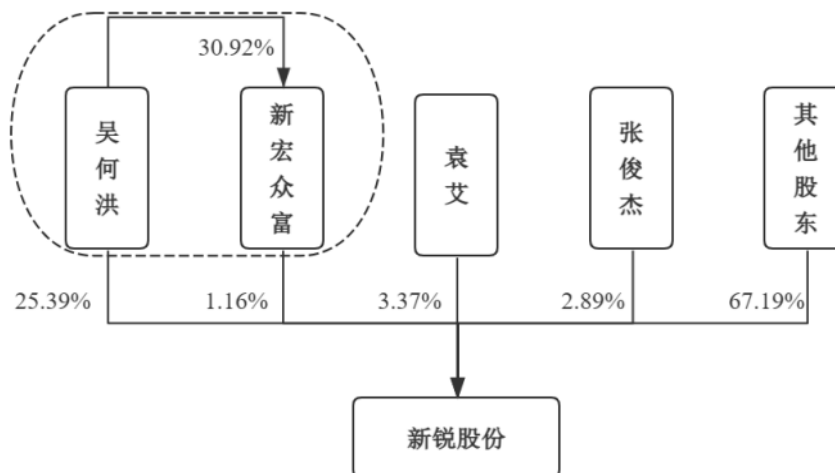 30.92%
吴何洪
新宏众富
袁艾
张俊杰
其他股东
25.39%
1.16%
3.37%
2.89%
67.19%
新锐股份